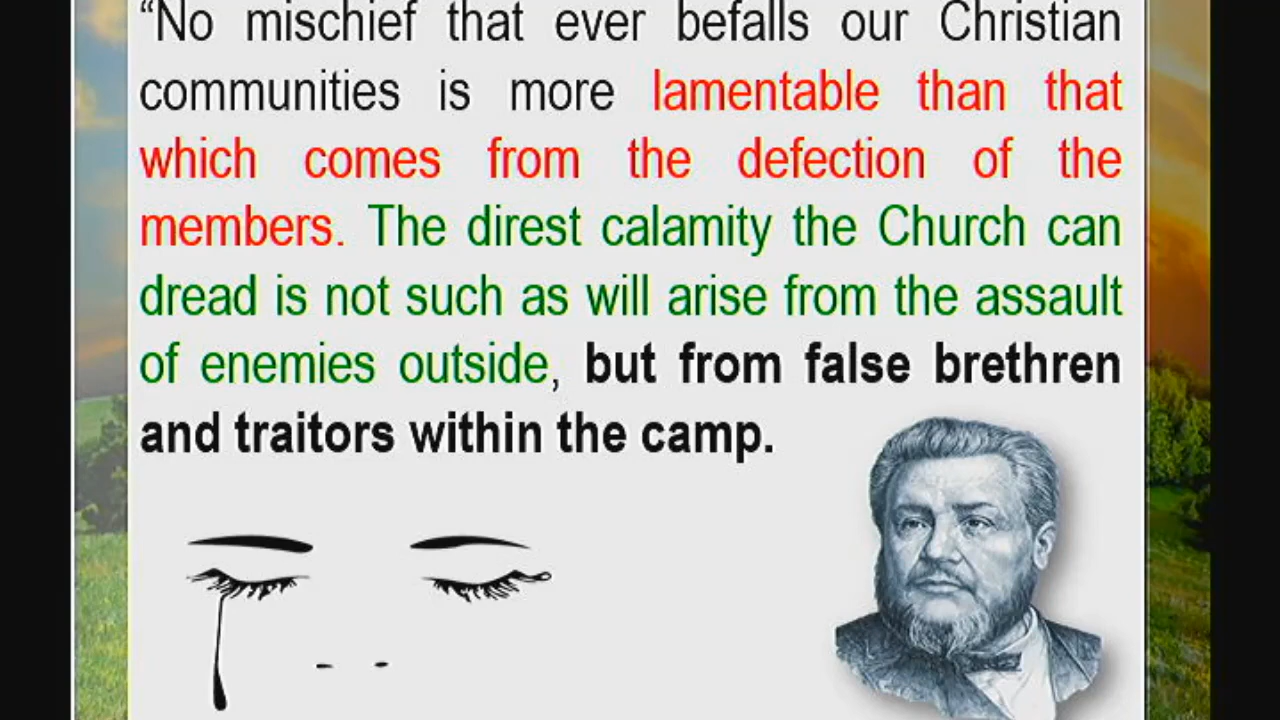 “No mischief that ever befalls our Christian
communities is more lamentable than that
which comes from the defection of the
members. The direst calamity the Church can
dread is not such as will arise from the assault
of enemies outside, but from false brethren
and traitors within the camp.